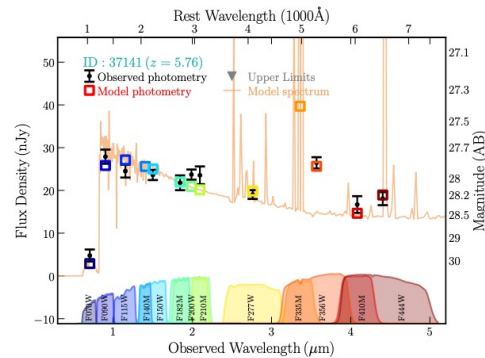 Rest Wavelength (1000Å)
1 2 3 4 5 6 7
ID : 37141 (z = 5.76)
Observed photometry
Upper Limits
Model photometry
Model spectrum
Flux Density (nJy)
50
40
30
20
10
0
−10
27.1
27.3
27.5
27.7
28
28.2
28.5
29
30
Magnitude (AB)
F070W
F090W
F115W
F140M
F150W
F182M
F200W
F210M
F277W
F335M
F356W
F410M
F444W
1 2 3 4 5
Observed Wavelength (µm)